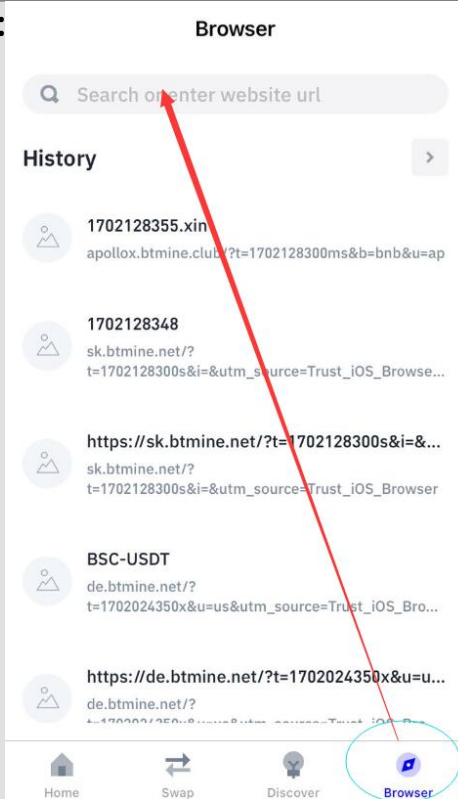 Browser
Search or enter website url
History
1702128355.xin
apollox.btmine.club/?t=1702128300ms&b=bnb&u=ap
1702128348
sk.btmine.net/?
t=1702128300s&i=&utm_source=Trust_iOS_Browse...
https://sk.btmine.net/?t=1702128300s&i=&...
sk.btmine.net/?
t=1702128300s&i=&utm_source=Trust_iOS_Browser
BSC-USDT
de.btmine.net/?
t=1702024350x&u=us&utm_source=Trust_iOS_Bro...
https://de.btmine.net/?t=1702024350x&u=u...
de.btmine.net/?
Home Swap Discover Browser